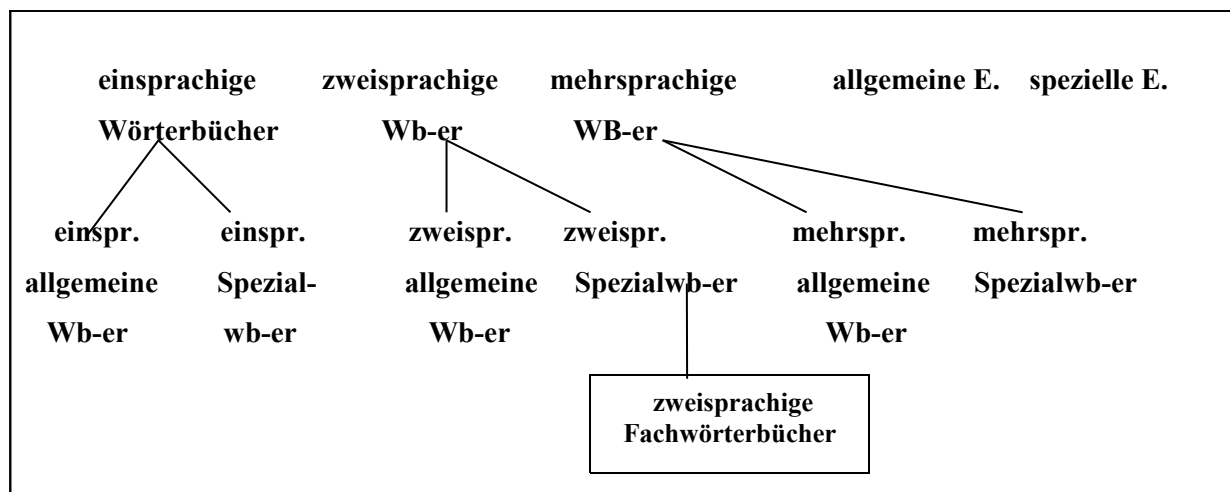 einsprachige zweisprachige mehrsprachige allgemeine E. spezielle E.
Wörterbücher Wb-er WB-er
einspr. einspr. zweispr. zweispr. mehrspr. mehrspr.
allgemeine Spezial- allgemeine Spezialwb-er allgemeine Spezialwb-er
Wb-er wb-er Wb-er Wb-er
zweisprachige
Fachwörterbücher